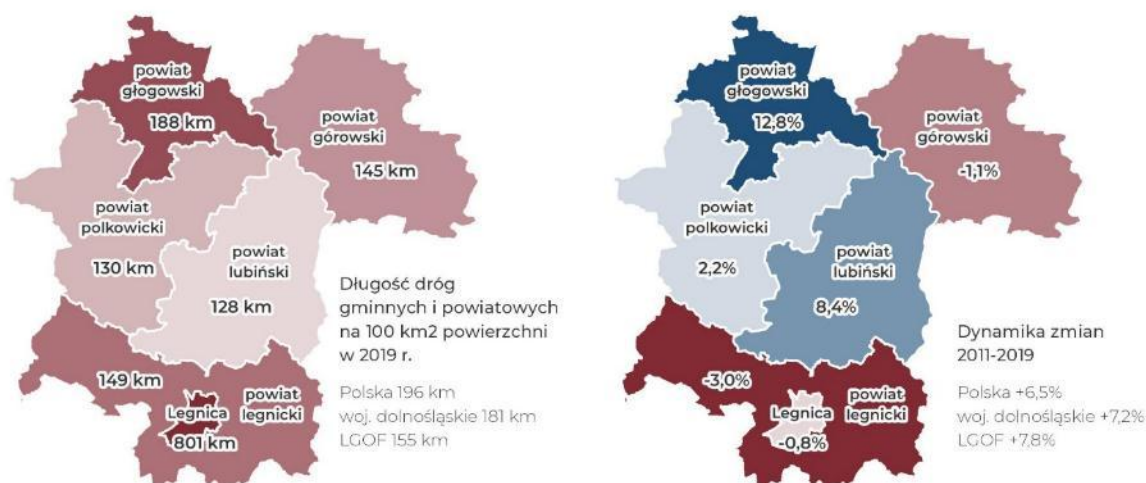 powiat
głogowski
188 km
powiat
górowski
145 km
powiat
polkowicki
130 km
powiat
lubiński
128 km
149 km
Legnica
801 km
powiat
legnicki
Długość dróg
gminnych i powiatowych
na 100 km2 powierzchni
w 2019 r.
Polska 196 km
woj. dolnośląskie 181 km
LGOF 155 km
powiat
głogowski
12,8%
powiat
górowski
-1,1%
powiat
polkowicki
2,2%
powiat
lubiński
8,4%
-3,0%
Legnica
-0,8%
powiat
legnicki
Dynamika zmian
2011-2019
Polska +6,5%
woj. dolnośląskie +7,2%
LGOF +7,8%